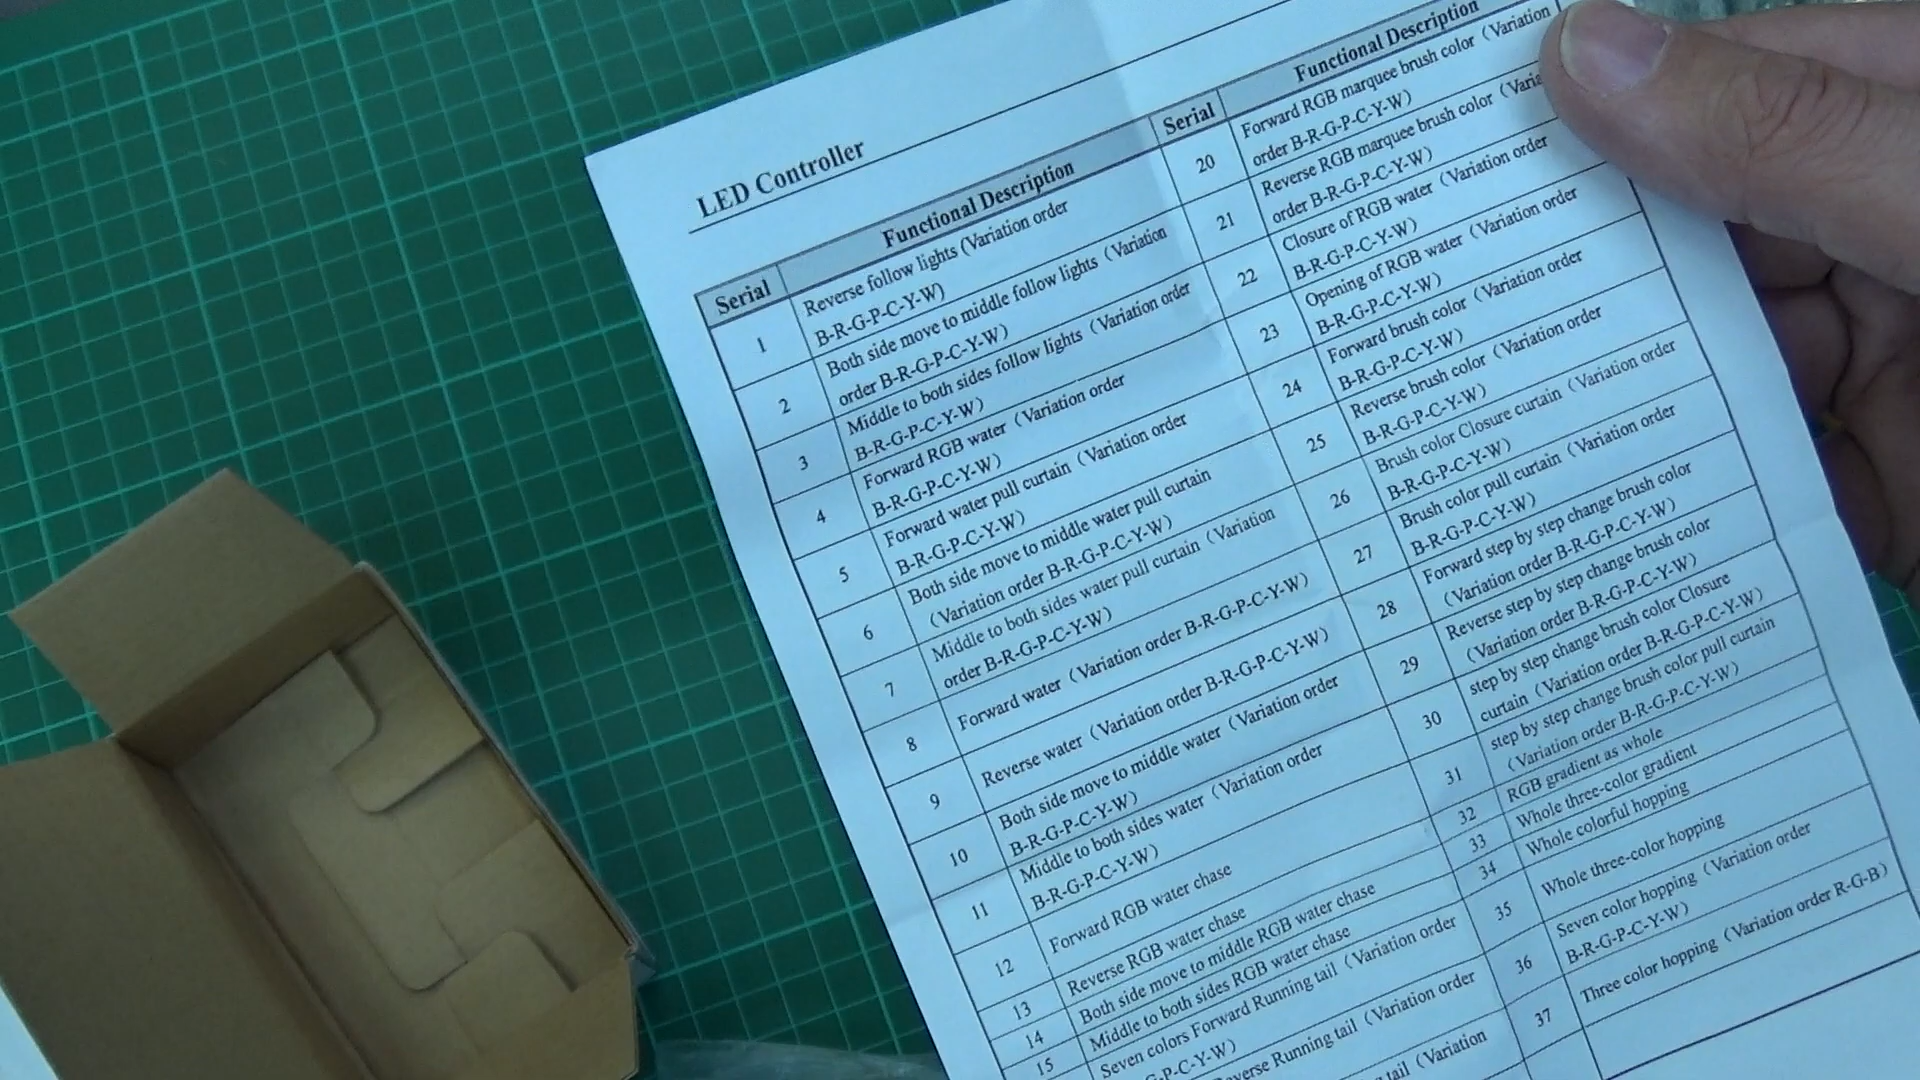 LED Controller
Serial
Functional Description
1
Reverse follow lights (Variation order
B-R-G-P-C-Y-W)
2
Both side move to middle follow lights (Variation
order B-R-G-P-C-Y-W)
3
Middle to both sides follow lights (Variation order
B-R-G-P-C-Y-W)
4
Forward RGB water (Variation order
B-R-G-P-C-Y-W)
5
Forward water pull curtain (Variation order
B-R-G-P-C-Y-W)
6
Both side move to middle water pull curtain
(Variation order B-R-G-P-C-Y-W)
7
Middle to both sides water pull curtain (Variation
order B-R-G-P-C-Y-W)
8
Forward water (Variation order B-R-G-P-C-Y-W)
9
Reverse water (Variation order B-R-G-P-C-Y-W)
10
Both side move to middle water (Variation order
B-R-G-P-C-Y-W)
11
Middle to both sides water (Variation order
B-R-G-P-C-Y-W)
12
Forward RGB water chase
13
Reverse RGB water chase
14
Both side move to middle RGB water chase
15
Middle to both sides RGB water chase
Seven colors Forward Running tail (Variation order
P-C-Y-W)
Running tail (Variation order
tail (Variation
Serial
Functional Description
20
Forward RGB marquee brush color (Variation
order B-R-G-P-C-Y-W)
21
Reverse RGB marquee brush color
order B-R-G-P-C-Y-W)
22
Closure of RGB water (Variation order
B-R-G-P-C-Y-W)
23
Opening of RGB water (Variation order
B-R-G-P-C-Y-W)
24
Forward brush color (Variation order
B-R-G-P-C-Y-W)
25
Reverse brush color (Variation order
B-R-G-P-C-Y-W)
26
Brush color Closure curtain (Variation order
B-R-G-P-C-Y-W)
27
Brush color pull curtain (Variation order
B-R-G-P-C-Y-W)
28
Forward step by step change brush color
(Variation order B-R-G-P-C-Y-W)
29
Reverse step by step change brush color
(Variation order B-R-G-P-C-Y-W)
30
step by step change brush color Closure
curtain (Variation order B-R-G-P-C-Y-W)
31
step by step change brush color pull curtain
(Variation order B-R-G-P-C-Y-W)
32
RGB gradient as whole
33
Whole three-color gradient
34
Whole colorful hopping
35
Whole three-color hopping
36
Seven color hopping (Variation order
B-R-G-P-C-Y-W)
37
Three color hopping (Variation order R-G-B)